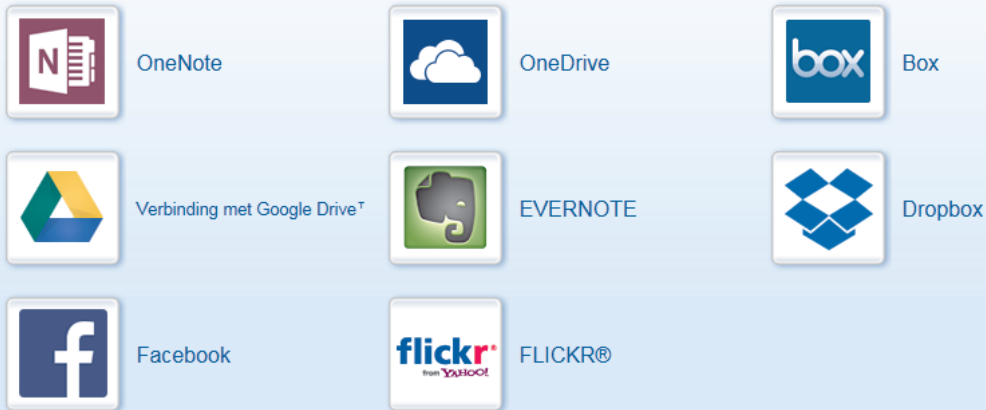 N
OneNote
OneDrive
box
Box
Verbinding met Google Drive™
EVERNOTE
Dropbox
f
Facebook
flickr®
from YAHOO!
FLICKR®